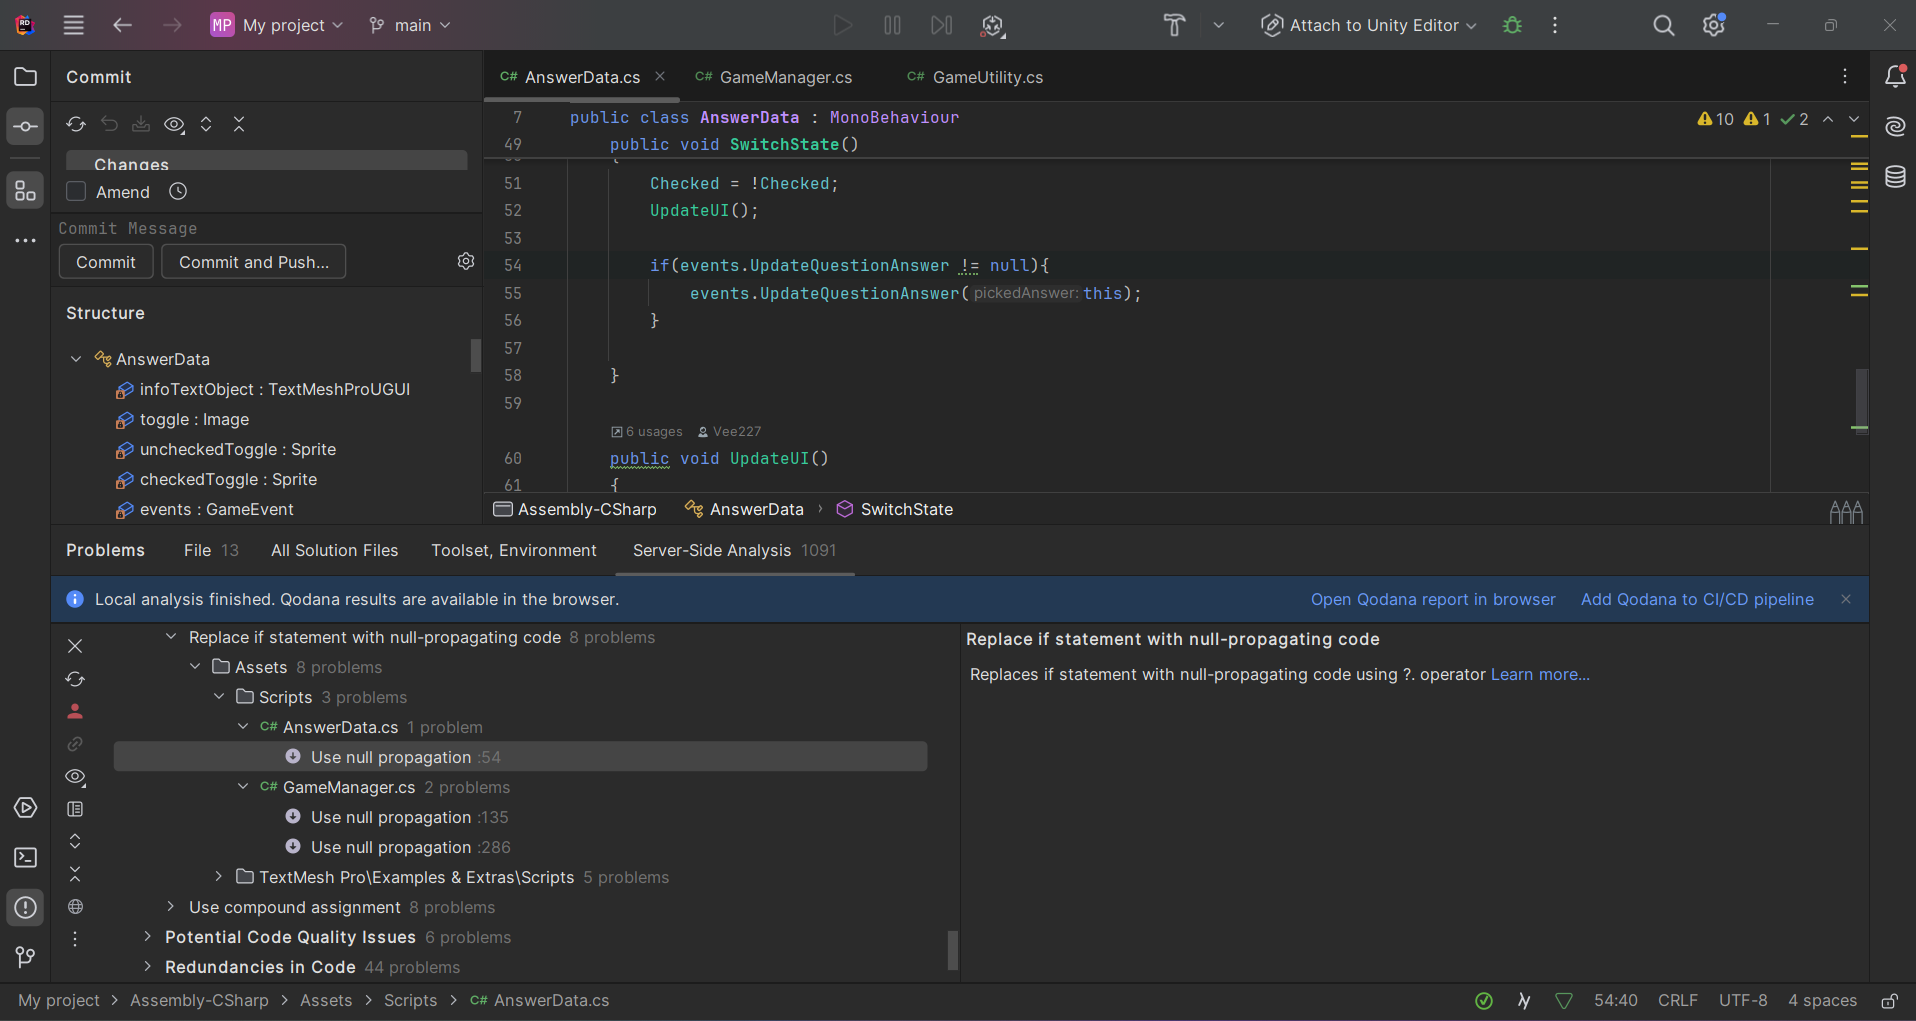 MP My project main Attach to Unity Editor
Commit
Changes
Amend
Commit Message
Commit Commit and Push...
Structure
AnswerData
infoTextObject : TextMeshProUGUI
toggle : Image
uncheckedToggle : Sprite
checkedToggle : Sprite
events : GameEvent
C# AnswerData.cs C# GameManager.cs C# GameUtility.cs
7 public class AnswerData : MonoBehaviour 10 1 2
49 public void SwitchState()
51 Checked = !Checked;
52 UpdateUI();
53
54 if(events.UpdateQuestionAnswer != null){
55 events.UpdateQuestionAnswer( pickedAnswer: this);
56 }
57
58 }
59
6 usages Vee227
60 public void UpdateUI()
61 {
Assembly-CSharp AnswerData SwitchState
Problems File 13 All Solution Files Toolset, Environment Server-Side Analysis 1091
Local analysis finished. Qodana results are available in the browser. Open Qodana report in browser Add Qodana to CI/CD pipeline
Replace if statement with null-propagating code 8 problems
Assets 8 problems
Scripts 3 problems
C# AnswerData.cs 1 problem
Use null propagation :54
C# GameManager.cs 2 problems
Use null propagation :135
Use null propagation :286
TextMesh Pro\Examples & Extras\Scripts 5 problems
Use compound assignment 8 problems
Potential Code Quality Issues 6 problems
Redundancies in Code 44 problems
Replace if statement with null-propagating code
Replaces if statement with null-propagating code using ?. operator Learn more...
My project > Assembly-CSharp > Assets > Scripts > C# AnswerData.cs 54:40 CRLF UTF-8 4 spaces